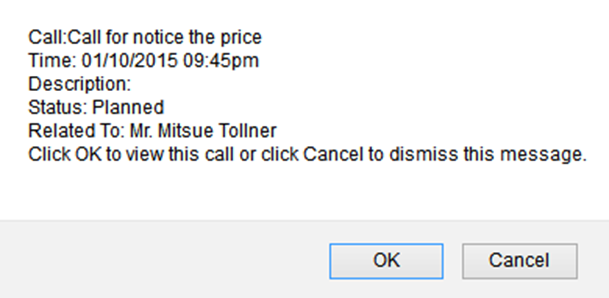 Call:Call for notice the price
Time: 01/10/2015 09:45pm
Description:
Status: Planned
Related To: Mr. Mitsue Tollner
Click OK to view this call or click Cancel to dismiss this message.
OK
Cancel